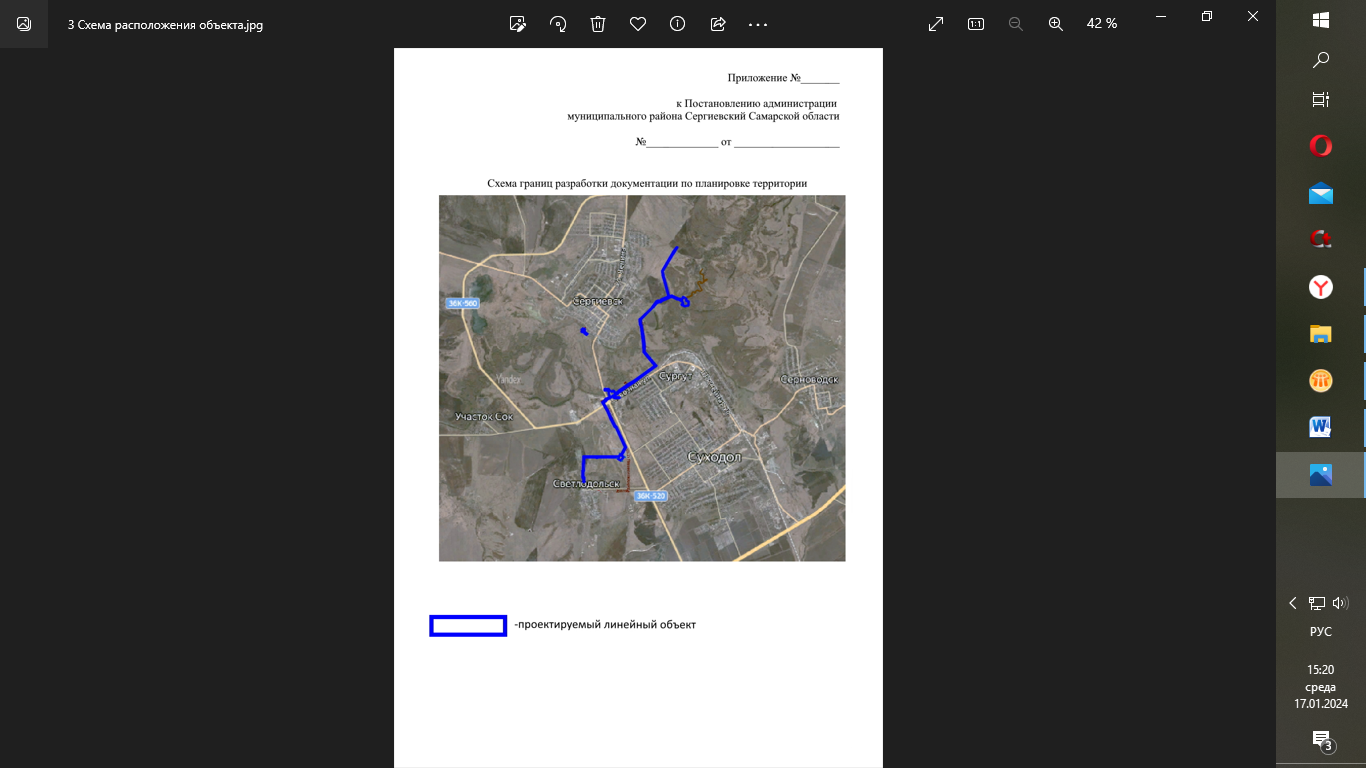 3 Схема расположения объекта.jpg
42 %
Приложение №_______
к Постановлению администрации
муниципального района Сергиевский Самарской области
№_____________ от ___________________
Схема границ разработки документации по планировке территории
36К-560
Сергиевск
Yandex
Сургут
Серноводск
Участок Сок
Суходол
Светлодольск
36К-520
-проектируемый линейный объект
РУС
15:20
среда
17.01.2024
3